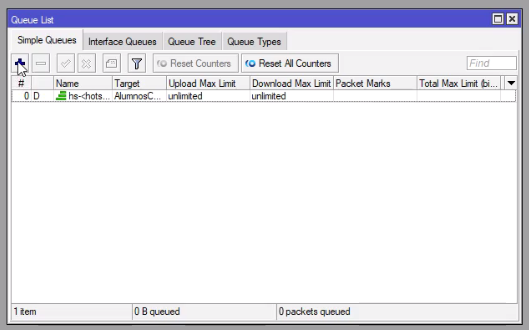 Queue List
Simple Queues Interface Queues Queue Tree Queue Types
Reset Counters Reset All Counters Find
# Name Target Upload Max Limit Download Max Limit Packet Marks Total Max Limit (bi...
0 D hs-<hots... AlumnosC... unlimited unlimited
1 item 0 B queued 0 packets queued